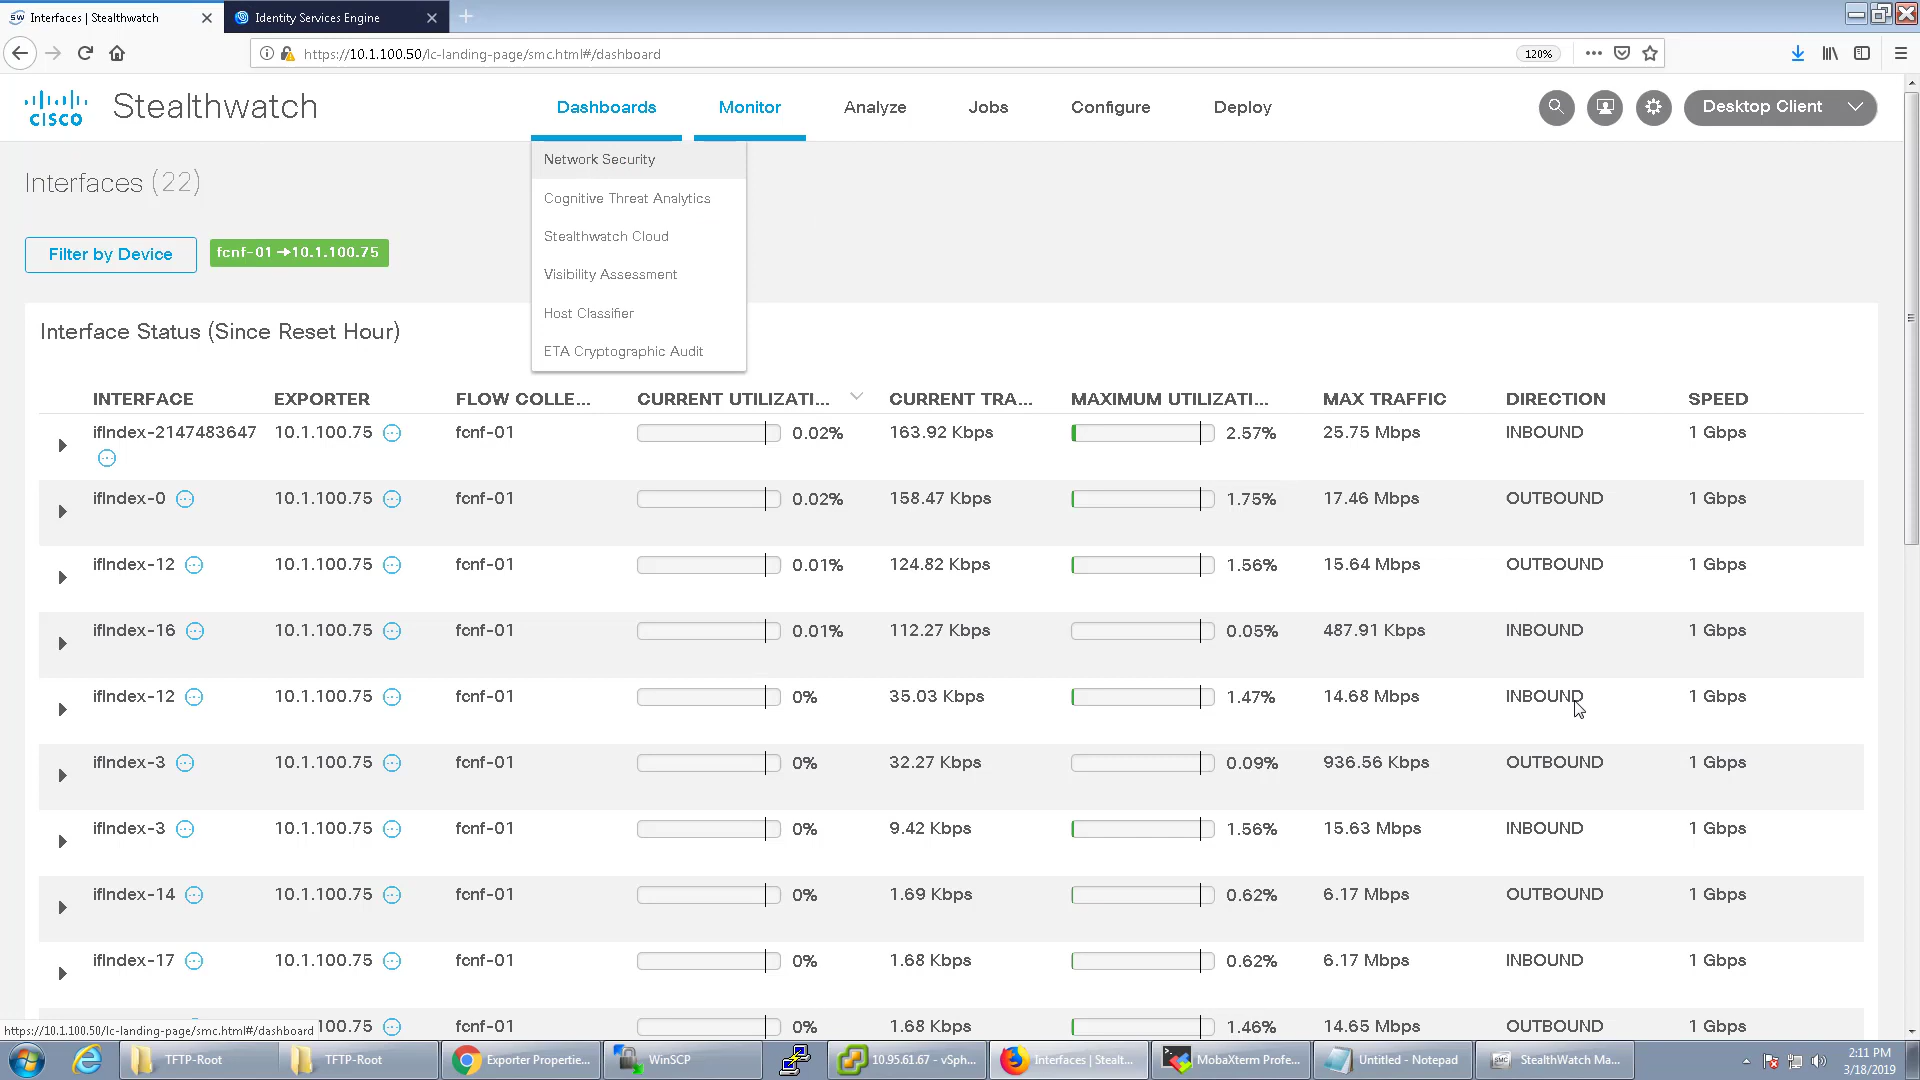 Interfaces | Stealthwatch
Identity Services Engine
https://10.1.100.50/lc-landing-page/smc.html#/dashboard
120%
CISCO Stealthwatch
Dashboards Monitor Analyze Jobs Configure Deploy
Desktop Client
Network Security
Cognitive Threat Analytics
Stealthwatch Cloud
Visibility Assessment
Host Classifier
ETA Cryptographic Audit
Interfaces (22)
Filter by Device
fcnf-01 →10.1.100.75
Interface Status (Since Reset Hour)
INTERFACE EXPORTER FLOW COLLE... CURRENT UTILIZATI... CURRENT TRA... MAXIMUM UTILIZATI... MAX TRAFFIC DIRECTION SPEED
ifIndex-2147483647 10.1.100.75 fcnf-01 0.02% 163.92 Kbps 2.57% 25.75 Mbps INBOUND 1 Gbps
ifIndex-0 10.1.100.75 fcnf-01 0.02% 158.47 Kbps 1.75% 17.46 Mbps OUTBOUND 1 Gbps
ifIndex-12 10.1.100.75 fcnf-01 0.01% 124.82 Kbps 1.56% 15.64 Mbps OUTBOUND 1 Gbps
ifIndex-16 10.1.100.75 fcnf-01 0.01% 112.27 Kbps 0.05% 487.91 Kbps INBOUND 1 Gbps
ifIndex-12 10.1.100.75 fcnf-01 0% 35.03 Kbps 1.47% 14.68 Mbps INBOUND 1 Gbps
ifIndex-3 10.1.100.75 fcnf-01 0% 32.27 Kbps 0.09% 936.56 Kbps OUTBOUND 1 Gbps
ifIndex-3 10.1.100.75 fcnf-01 0% 9.42 Kbps 1.56% 15.63 Mbps INBOUND 1 Gbps
ifIndex-14 10.1.100.75 fcnf-01 0% 1.69 Kbps 0.62% 6.17 Mbps OUTBOUND 1 Gbps
ifIndex-17 10.1.100.75 fcnf-01 0% 1.68 Kbps 0.62% 6.17 Mbps INBOUND 1 Gbps
100.75 fcnf-01 0% 1.68 Kbps 1.46% 14.65 Mbps OUTBOUND 1 Gbps
https://10.1.100.50/lc-landing-page/smc.html#/dashboard
TFTP-Root
TFTP-Root
Exporter Propertie...
WinSCP
10.95.61.67 - vSph...
Interfaces | Stealt...
MobaXterm Profe...
Untitled - Notepad
SMC StealthWatch Ma...
2:11 PM
3/18/2019